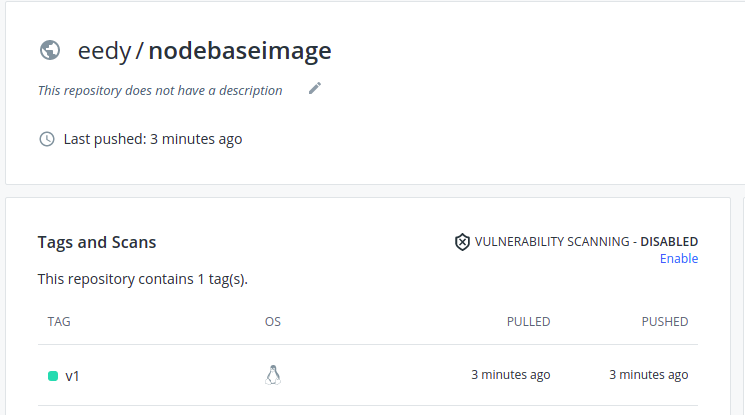 eedy / nodebaseimage
This repository does not have a description
Last pushed: 3 minutes ago
Tags and Scans
VULNERABILITY SCANNING - DISABLED
Enable
This repository contains 1 tag(s).
TAG OS PULLED PUSHED
v1 3 minutes ago 3 minutes ago